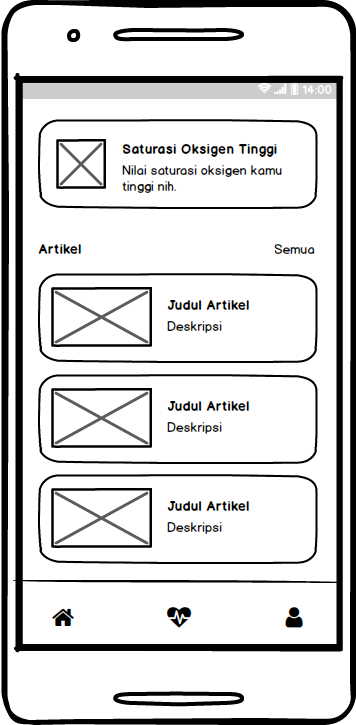 14:00
Saturasi Oksigen Tinggi
Nilai saturasi oksigen kamu
tinggi nih.
Artikel
Semua
Judul Artikel
Deskripsi
Judul Artikel
Deskripsi
Judul Artikel
Deskripsi